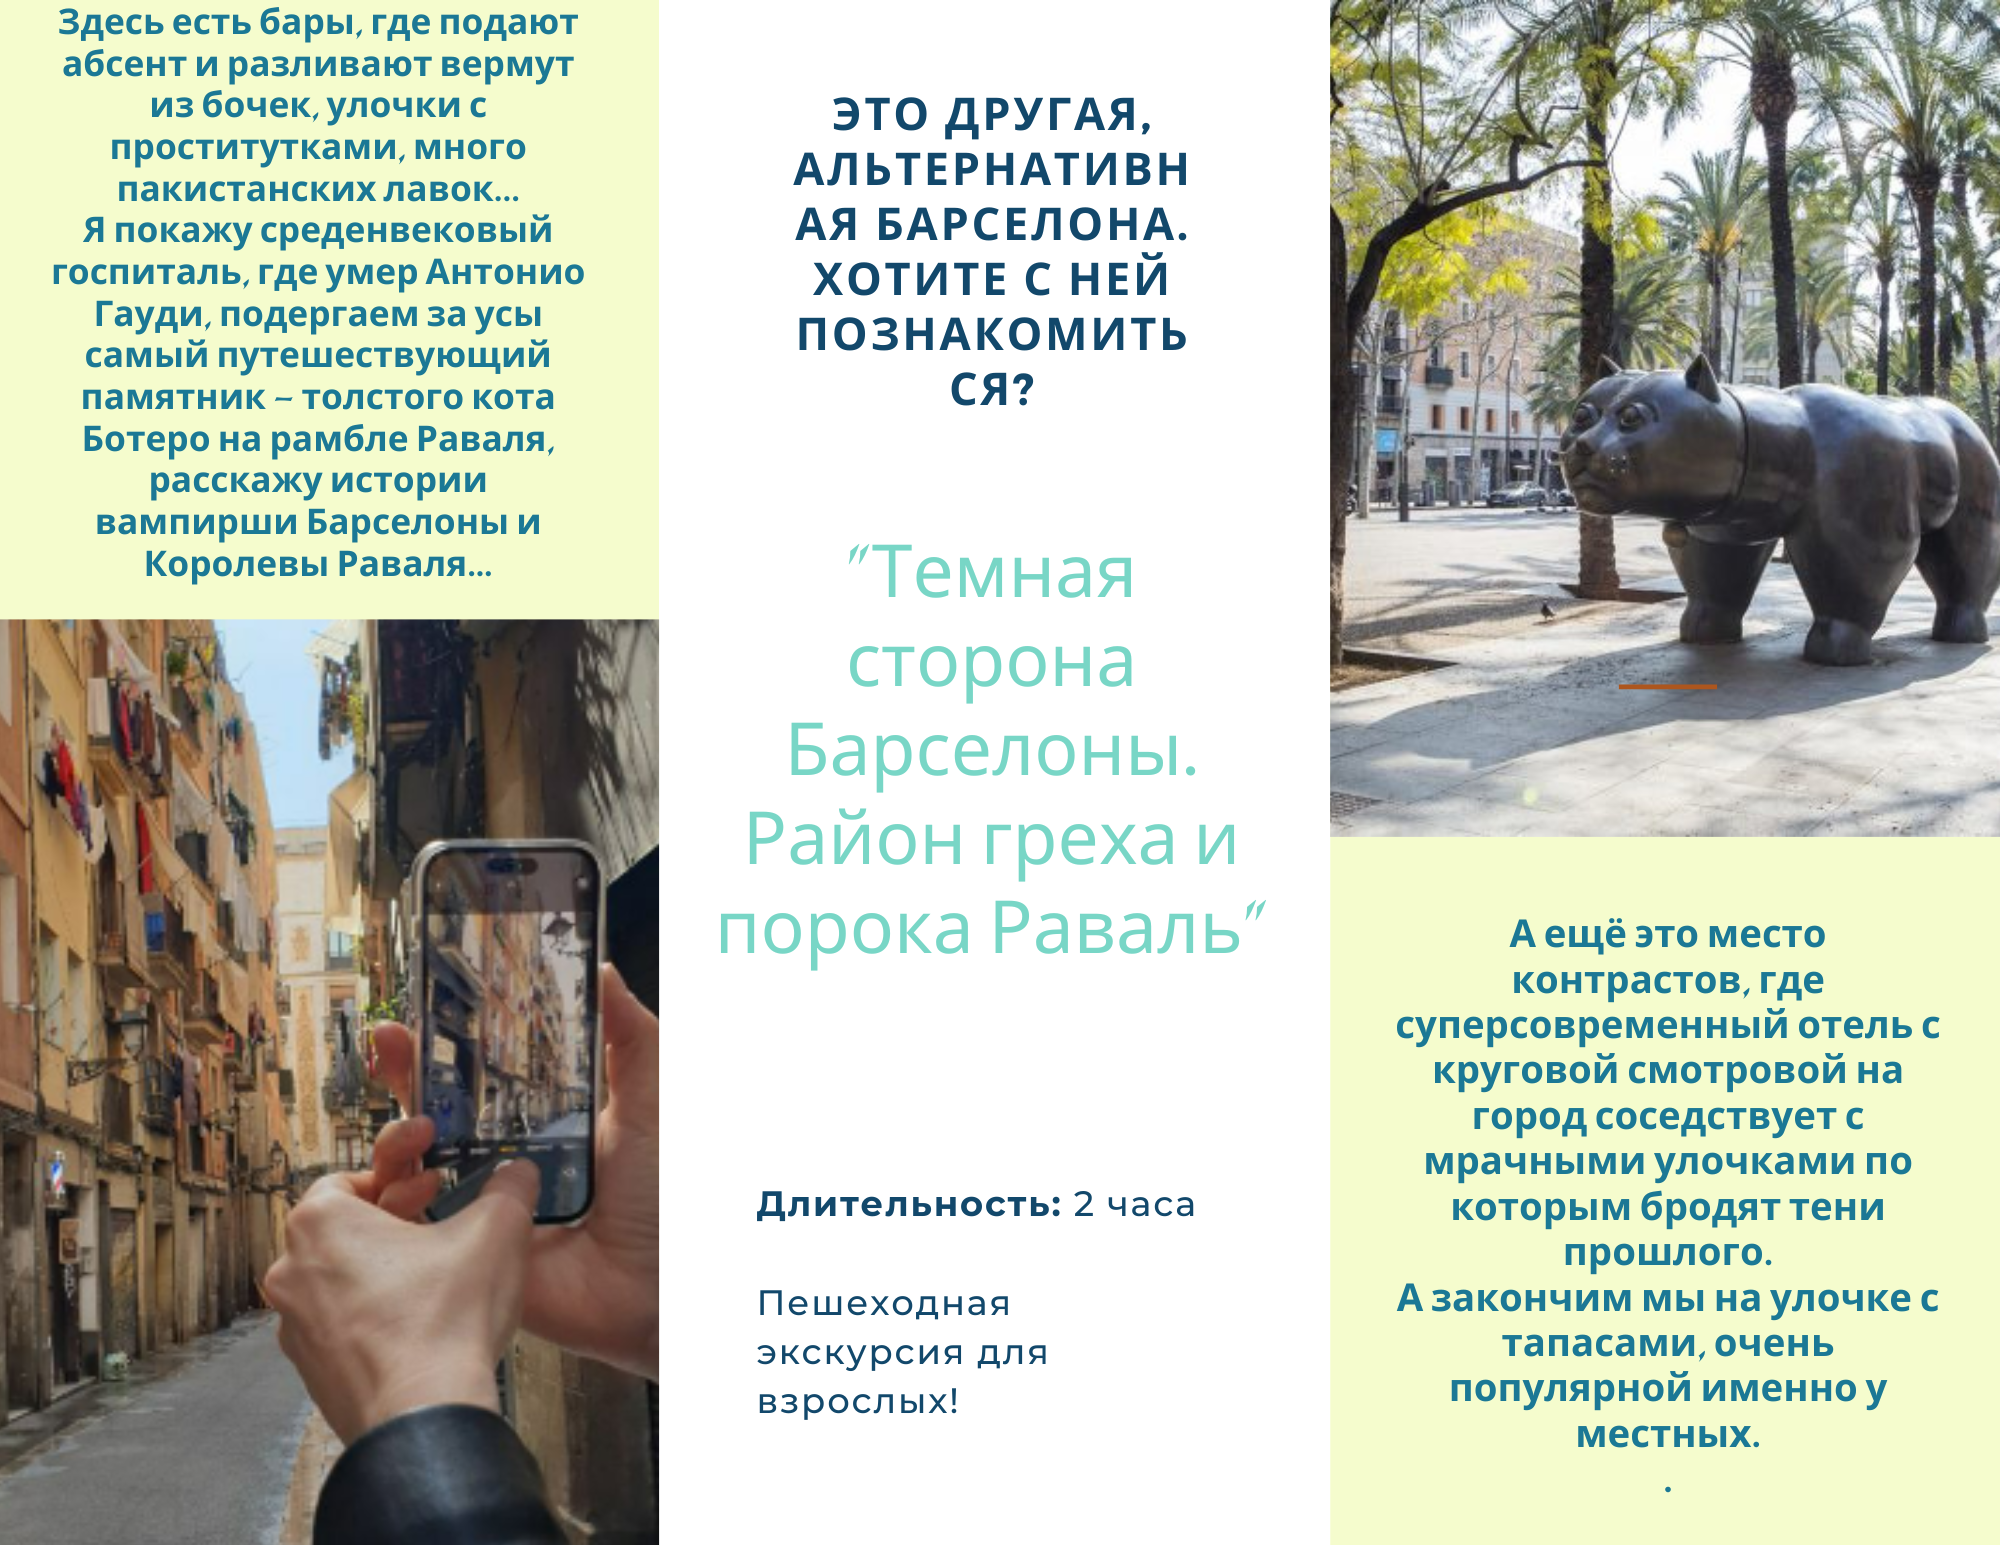 Здесь есть бары, где подают
абсент и разливают вермут
из бочек, улочки с
проститутками, много
пакистанских лавок...
Я покажу среденвековый
госпиталь, где умер Антонио
Гауди, подергаем за усы
самый путешествующий
памятник – толстого кота
Ботеро на рамбле Раваля,
расскажу истории
вампирши Барселоны и
Королевы Раваля...
ЭТО ДРУГАЯ,
АЛЬТЕРНАТИВН
АЯ БАРСЕЛОНА.
ХОТИТЕ С НЕЙ
ПОЗНАКОМИТЬ
СЯ?
"Темная
сторона
Барселоны.
Район греха и
порока Раваль"
Длительность: 2 часа
Пешеходная
экскурсия для
взрослых!
А ещё это место
контрастов, где
суперсовременный отель с
круговой смотровой на
город соседствует с
мрачными улочками по
которым бродят тени
прошлого.
А закончим мы на улочке с
тапасами, очень
популярной именно у
местных.
.